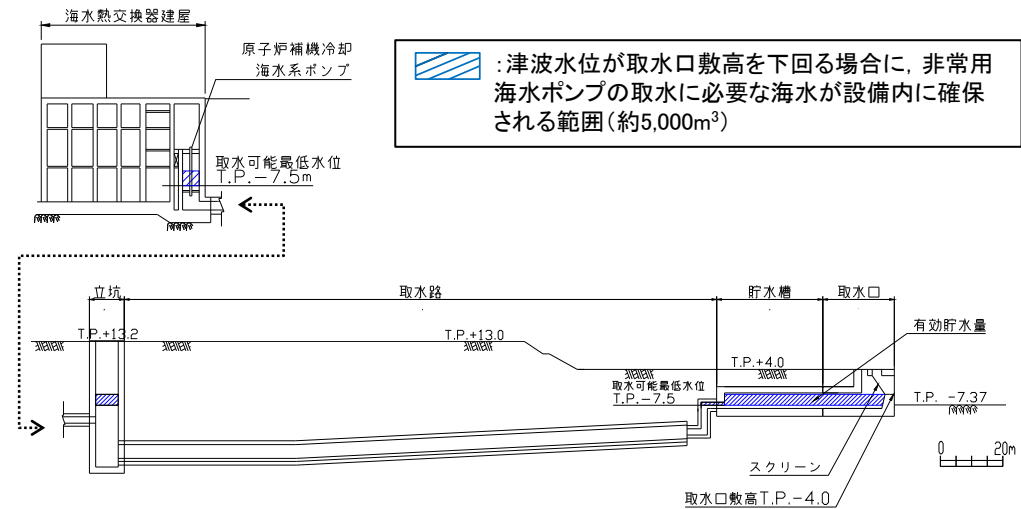 海水熱交換器建屋
原子炉補機冷却
海水系ポンプ
取水可能最低水位
T.P.-7.5m
:津波水位が取水口敷高を下回る場合に, 非常用
海水ポンプの取水に必要な海水が設備内に確保
される範囲(約5,000m³)
立坑
取水路
貯水槽
取水口
T.P.+13.2
T.P.+13.0
T.P.+4.0
有効貯水量
取水可能最低水位
T.P.-7.5
T.P. -7.37
スクリーン
取水口敷高T.P.-4.0
0 20m